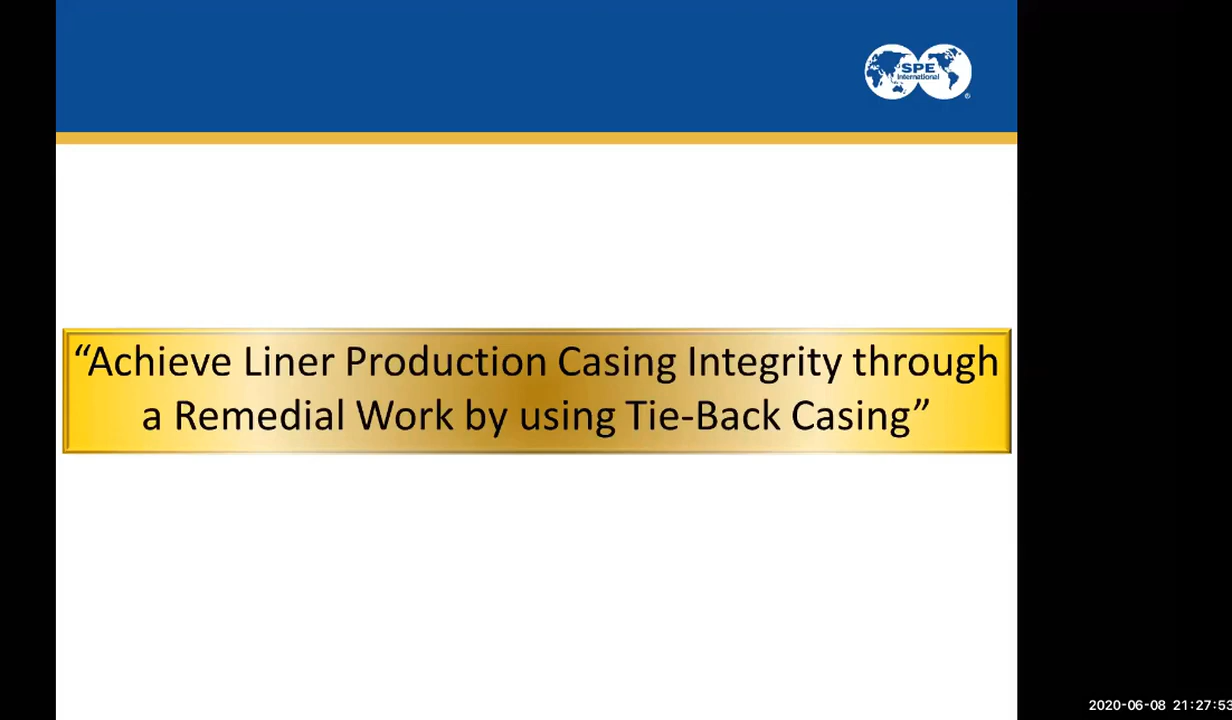 SPE
International
“Achieve Liner Production Casing Integrity through
a Remedial Work by using Tie-Back Casing”
2020-06-08 21:27:53